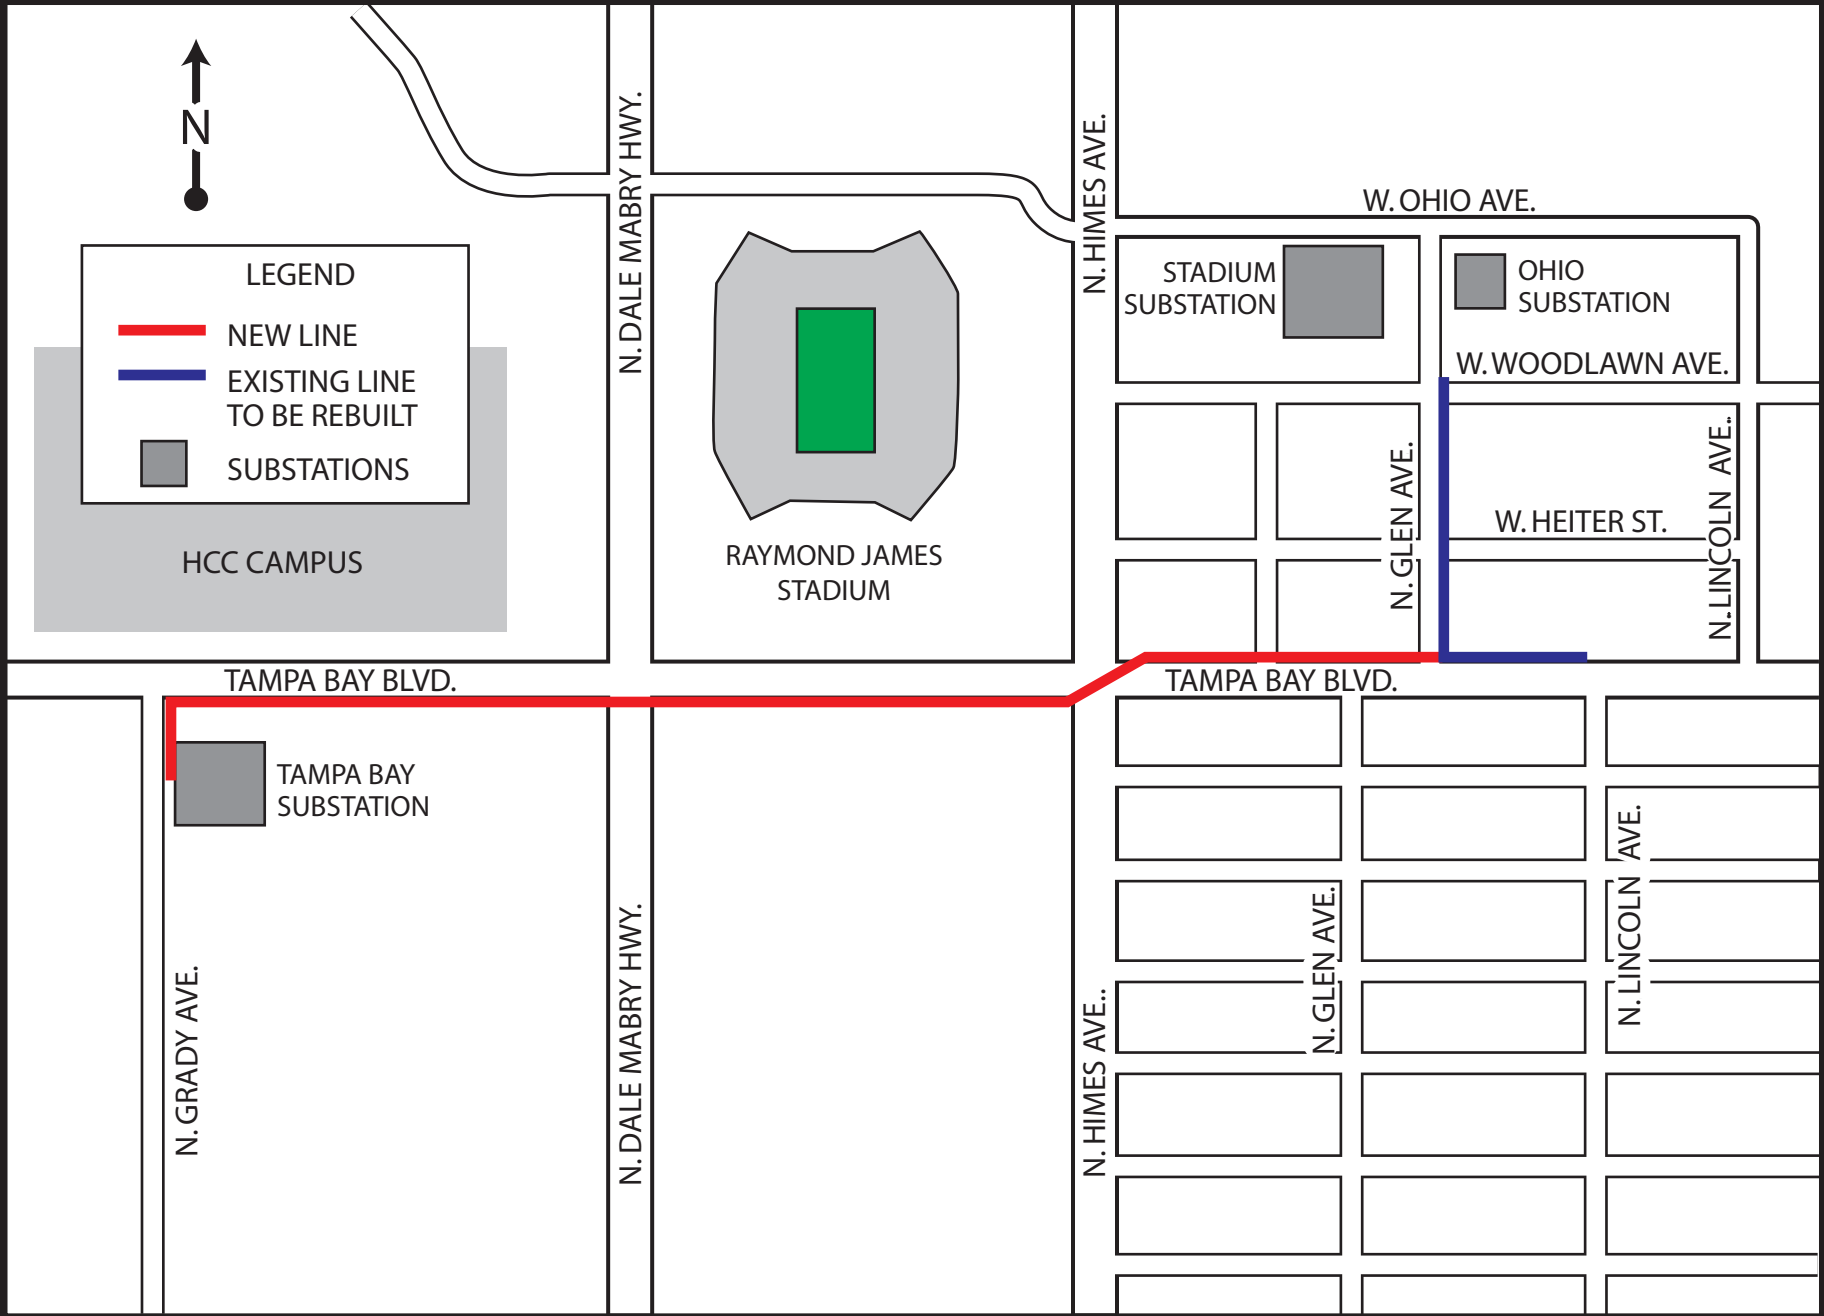 N
N. DALE MABRY HWY.
N. HIMES AVE.
W. OHIO AVE.
LEGEND
NEW LINE
EXISTING LINE
TO BE REBUILT
SUBSTATIONS
HCC CAMPUS
RAYMOND JAMES
STADIUM
STADIUM
SUBSTATION
OHIO
SUBSTATION
W. WOODLAWN AVE.
N. GLEN AVE.
W. HEITER ST.
N. LINCOLN AVE.
TAMPA BAY BLVD.
TAMPA BAY BLVD.
TAMPA BAY
SUBSTATION
N. GRADY AVE.
N. DALE MABRY HWY.
N. HIMES AVE..
N. GLEN AVE.
N. LINCOLN AVE.